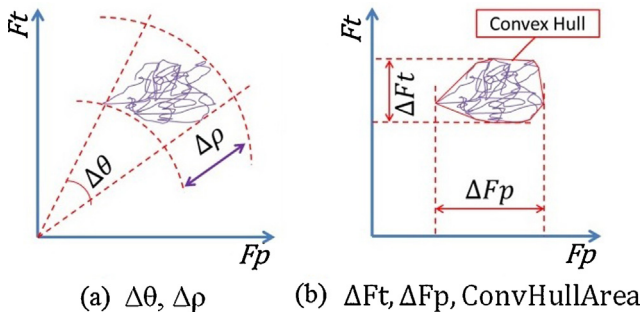 Ft
Δρ
Δθ
Fp
(a) Δθ, Δρ
Ft
Convex Hull
ΔFt
ΔFp
Fp
(b) ΔFt, ΔFp, ConvHullArea